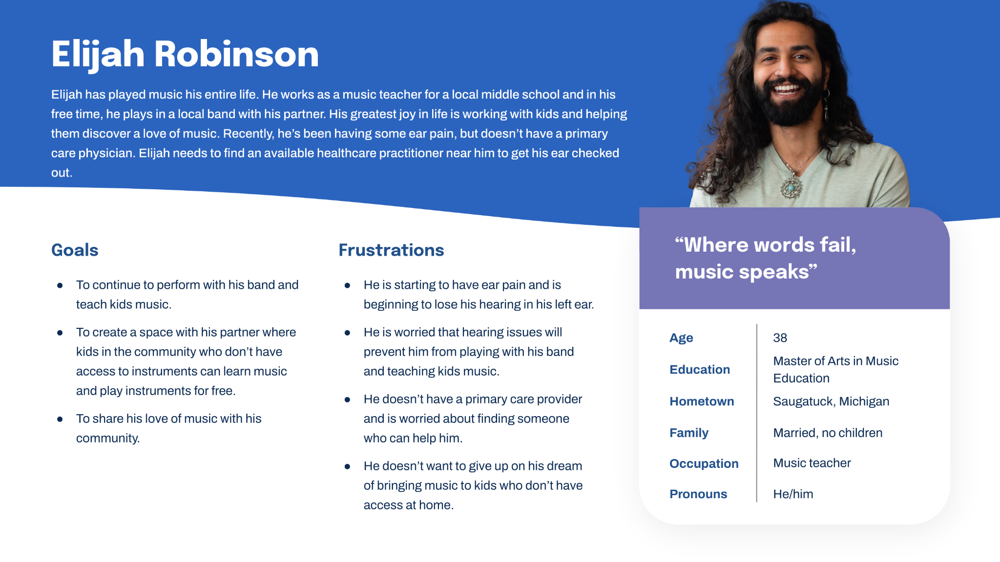 Elijah Robinson
Elijah has played music his entire life. He works as a music teacher for a local middle school and in his
free time, he plays in a local band with his partner. His greatest joy in life is working with kids and helping
them discover a love of music. Recently, he’s been having some ear pain, but doesn’t have a primary
care physician. Elijah needs to find an available healthcare practitioner near him to get his ear checked
out.
Goals
● To continue to perform with his band and
teach kids music.
● To create a space with his partner where
kids in the community who don’t have
access to instruments can learn music
and play instruments for free.
● To share his love of music with his
community.
Frustrations
● He is starting to have ear pain and is
beginning to lose his hearing in his left ear.
● He is worried that hearing issues will
prevent him from playing with his band
and teaching kids music.
● He doesn’t have a primary care provider
and is worried about finding someone
who can help him.
● He doesn’t want to give up on his dream
of bringing music to kids who don’t have
access at home.
“Where words fail,
music speaks”
Age 38
Education Master of Arts in Music
Education
Hometown Saugatuck, Michigan
Family Married, no children
Occupation Music teacher
Pronouns He/him